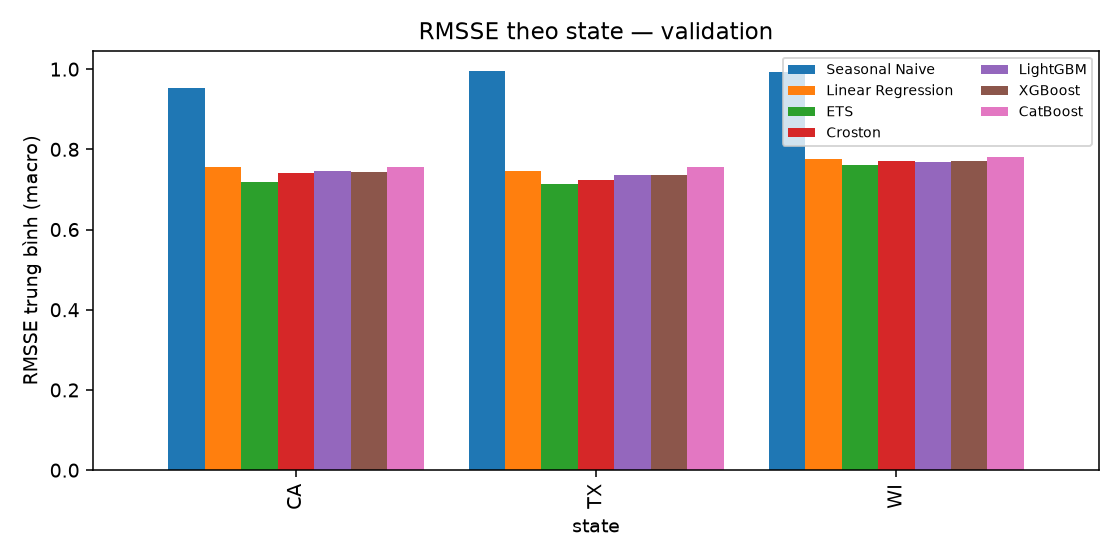 RMSSE theo state — validation
RMSSE trung bình (macro)
1.0
0.8
0.6
0.4
0.2
0.0
Seasonal Naive
Linear Regression
ETS
Croston
LightGBM
XGBoost
CatBoost
CA
TX
WI
state